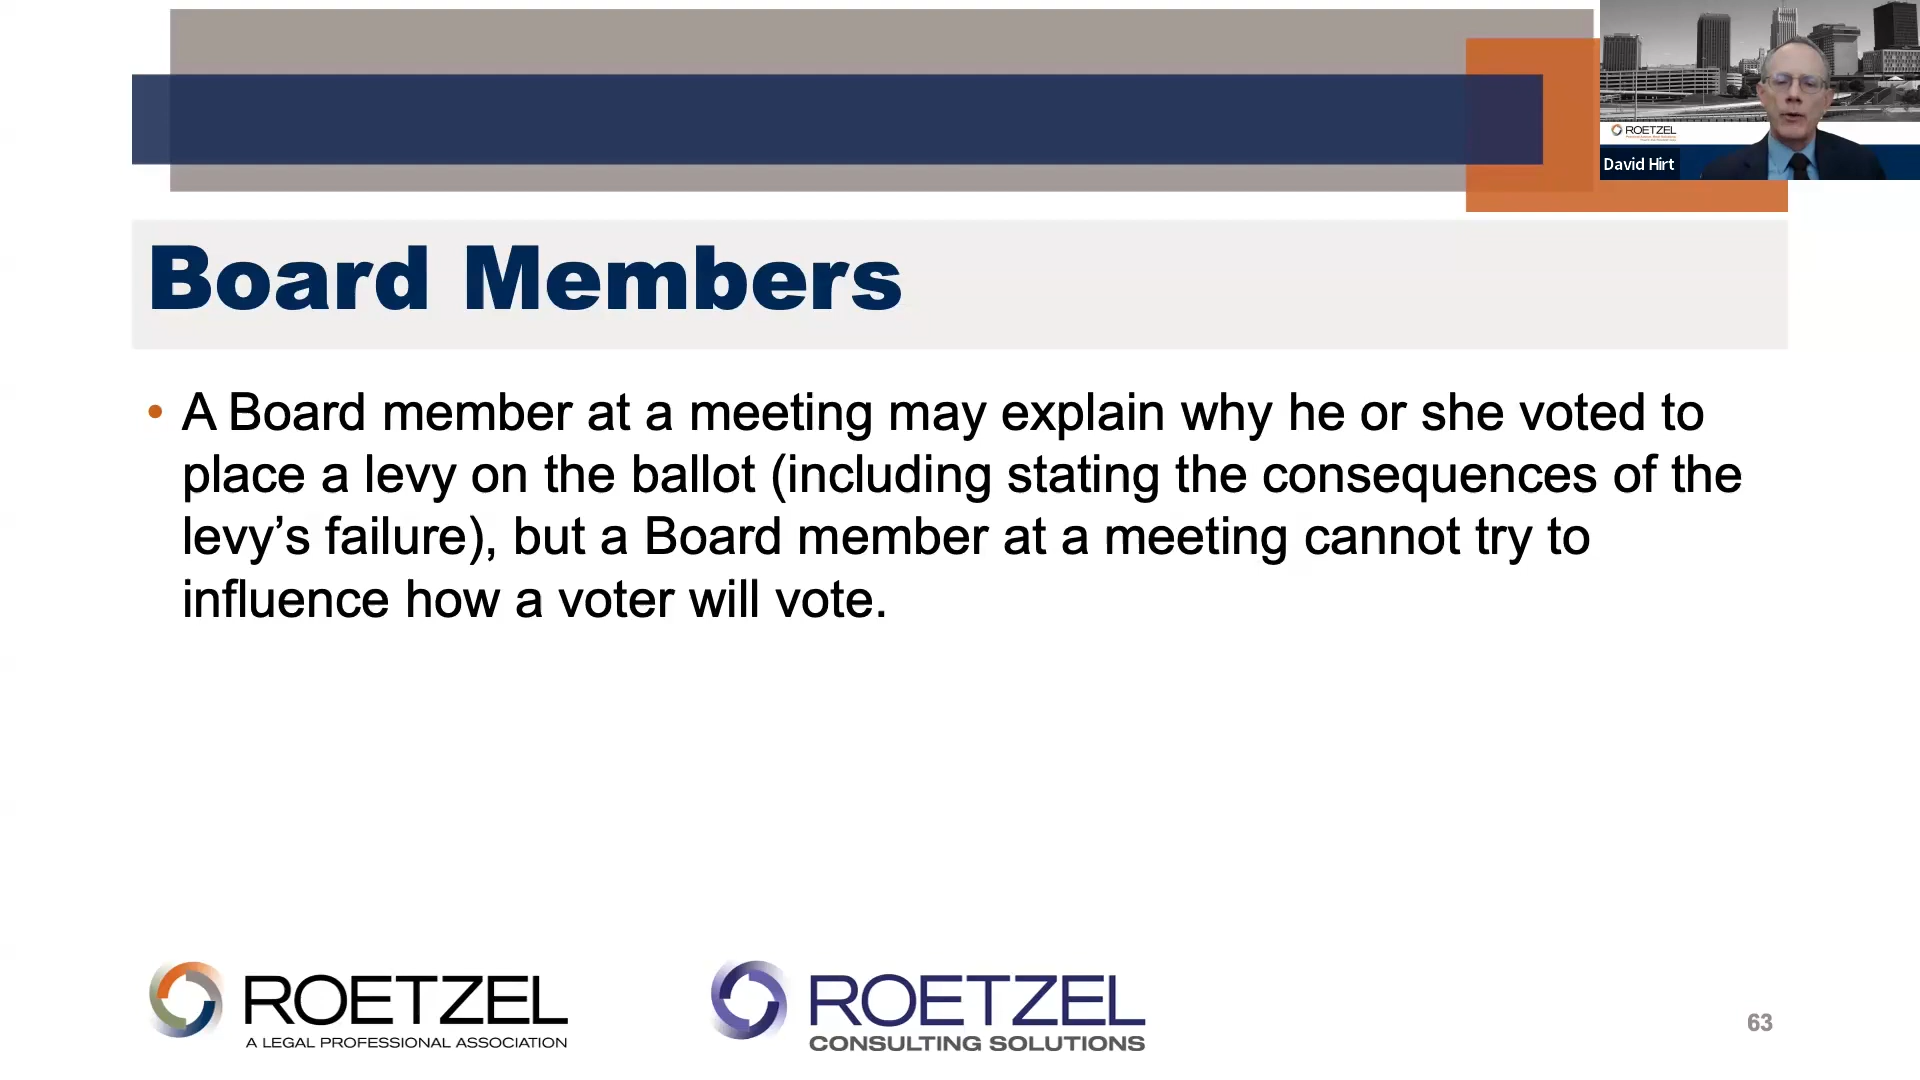 ROETZEL
David Hirt
Board Members
• A Board member at a meeting may explain why he or she voted to
place a levy on the ballot (including stating the consequences of the
levy’s failure), but a Board member at a meeting cannot try to
influence how a voter will vote.
ROETZEL
A LEGAL PROFESSIONAL ASSOCIATION
ROETZEL
CONSULTING SOLUTIONS
63